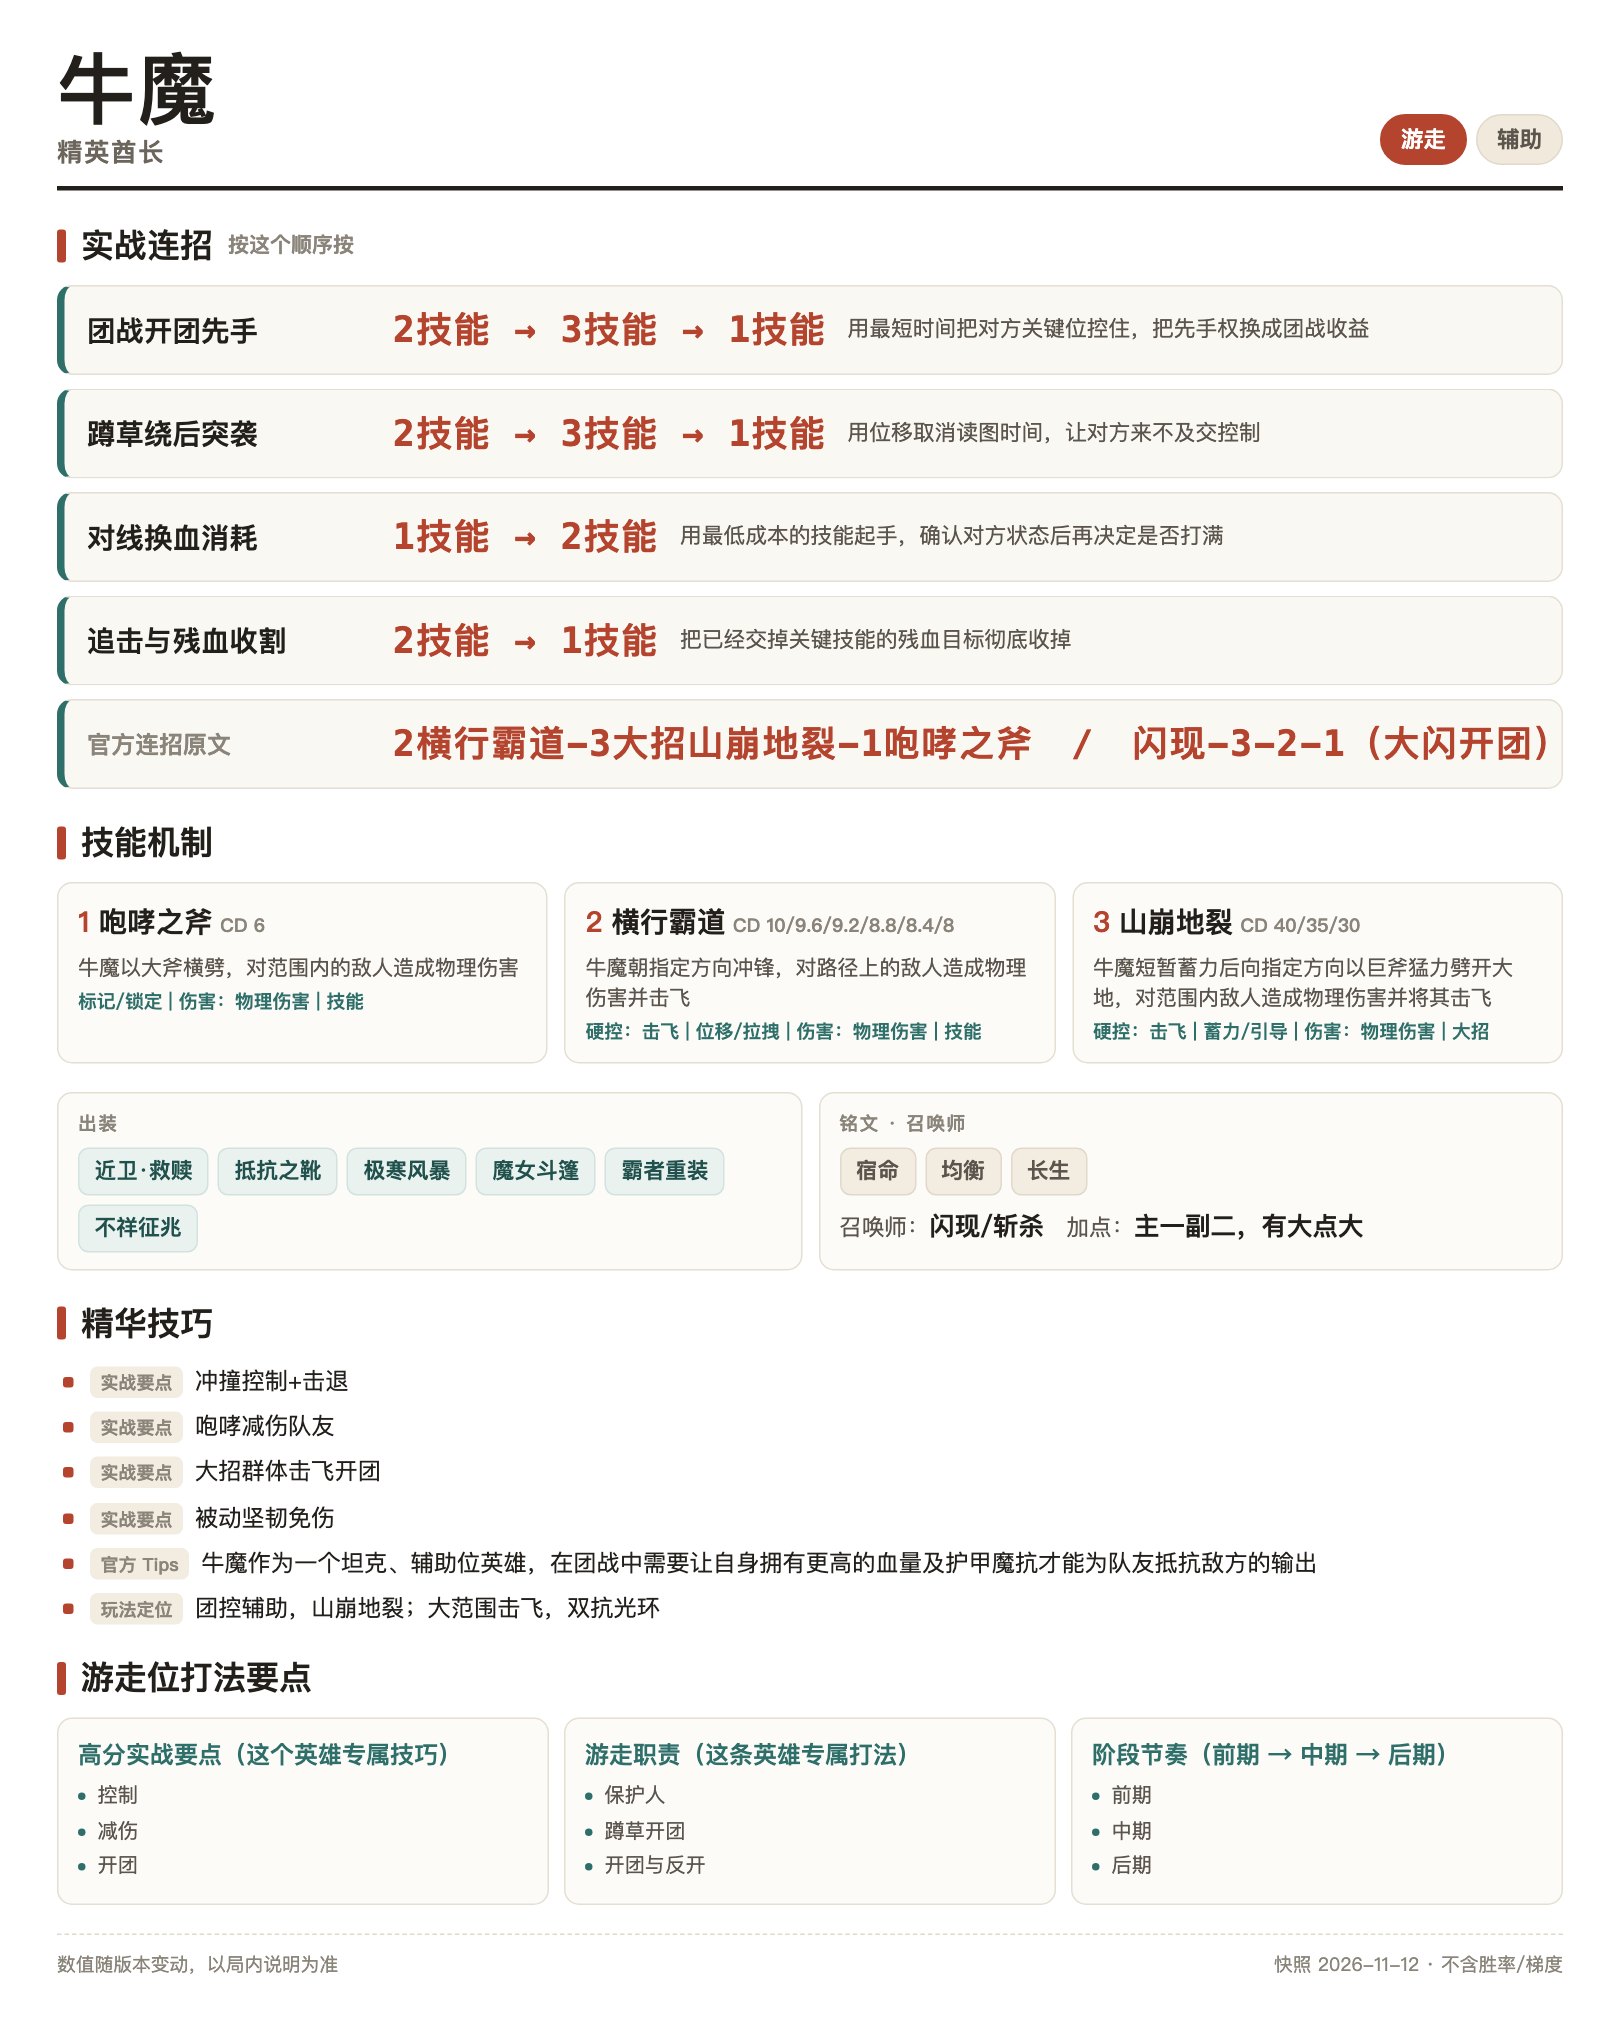 牛魔
精英酋长
游走 辅助
实战连招 按这个顺序按
团战开团先手 2技能 → 3技能 → 1技能 用最短时间把对方关键位控住，把先手权换成团战收益
蹲草绕后突袭 2技能 → 3技能 → 1技能 用位移取消读图时间，让对方来不及交控制
对线换血消耗 1技能 → 2技能 用最低成本的技能起手，确认对方状态后再决定是否打满
追击与残血收割 2技能 → 1技能 把已经交掉关键技能的残血目标彻底收掉
官方连招原文 2横行霸道–3大招山崩地裂–1咆哮之斧 / 闪现–3–2–1（大闪开团）
技能机制
1 咆哮之斧 CD 6
牛魔以大斧横劈，对范围内的敌人造成物理伤害
标记/锁定 | 伤害：物理伤害 | 技能
2 横行霸道 CD 10/9.6/9.2/8.8/8.4/8
牛魔朝指定方向冲锋，对路径上的敌人造成物理
伤害并击飞
硬控：击飞 | 位移/拉拽 | 伤害：物理伤害 | 技能
3 山崩地裂 CD 40/35/30
牛魔短暂蓄力后向指定方向以巨斧猛力劈开大
地，对范围内敌人造成物理伤害并将其击飞
硬控：击飞 | 蓄力/引导 | 伤害：物理伤害 | 大招
出装
近卫·救赎 抵抗之靴 极寒风暴 魔女斗篷 霸者重装
不祥征兆
铭文 · 召唤师
宿命 均衡 长生
召唤师：闪现/斩杀 加点：主一副二，有大点大
精华技巧
实战要点 冲撞控制+击退
实战要点 咆哮减伤队友
实战要点 大招群体击飞开团
实战要点 被动坚韧免伤
官方 Tips 牛魔作为一个坦克、辅助位英雄，在团战中需要让自身拥有更高的血量及护甲魔抗才能为队友抵抗敌方的输出
玩法定位 团控辅助，山崩地裂；大范围击飞，双抗光环
游走位打法要点
高分实战要点（这个英雄专属技巧）
控制
减伤
开团
游走职责（这条英雄专属打法）
保护人
蹲草开团
开团与反开
阶段节奏（前期 → 中期 → 后期）
前期
中期
后期
数值随版本变动，以局内说明为准
快照 2026–11–12 · 不含胜率/梯度